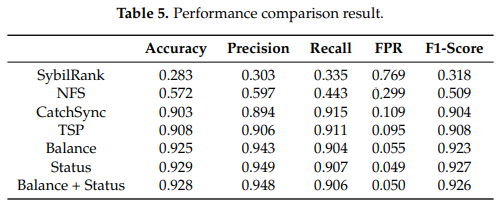 Table 5. Performance comparison result.
Accuracy Precision Recall FPR F1-Score
SybilRank 0.283 0.303 0.335 0.769 0.318
NFS 0.572 0.597 0.443 0.299 0.509
CatchSync 0.903 0.894 0.915 0.109 0.904
TSP 0.908 0.906 0.911 0.095 0.908
Balance 0.925 0.943 0.904 0.055 0.923
Status 0.929 0.949 0.907 0.049 0.927
Balance + Status 0.928 0.948 0.906 0.050 0.926